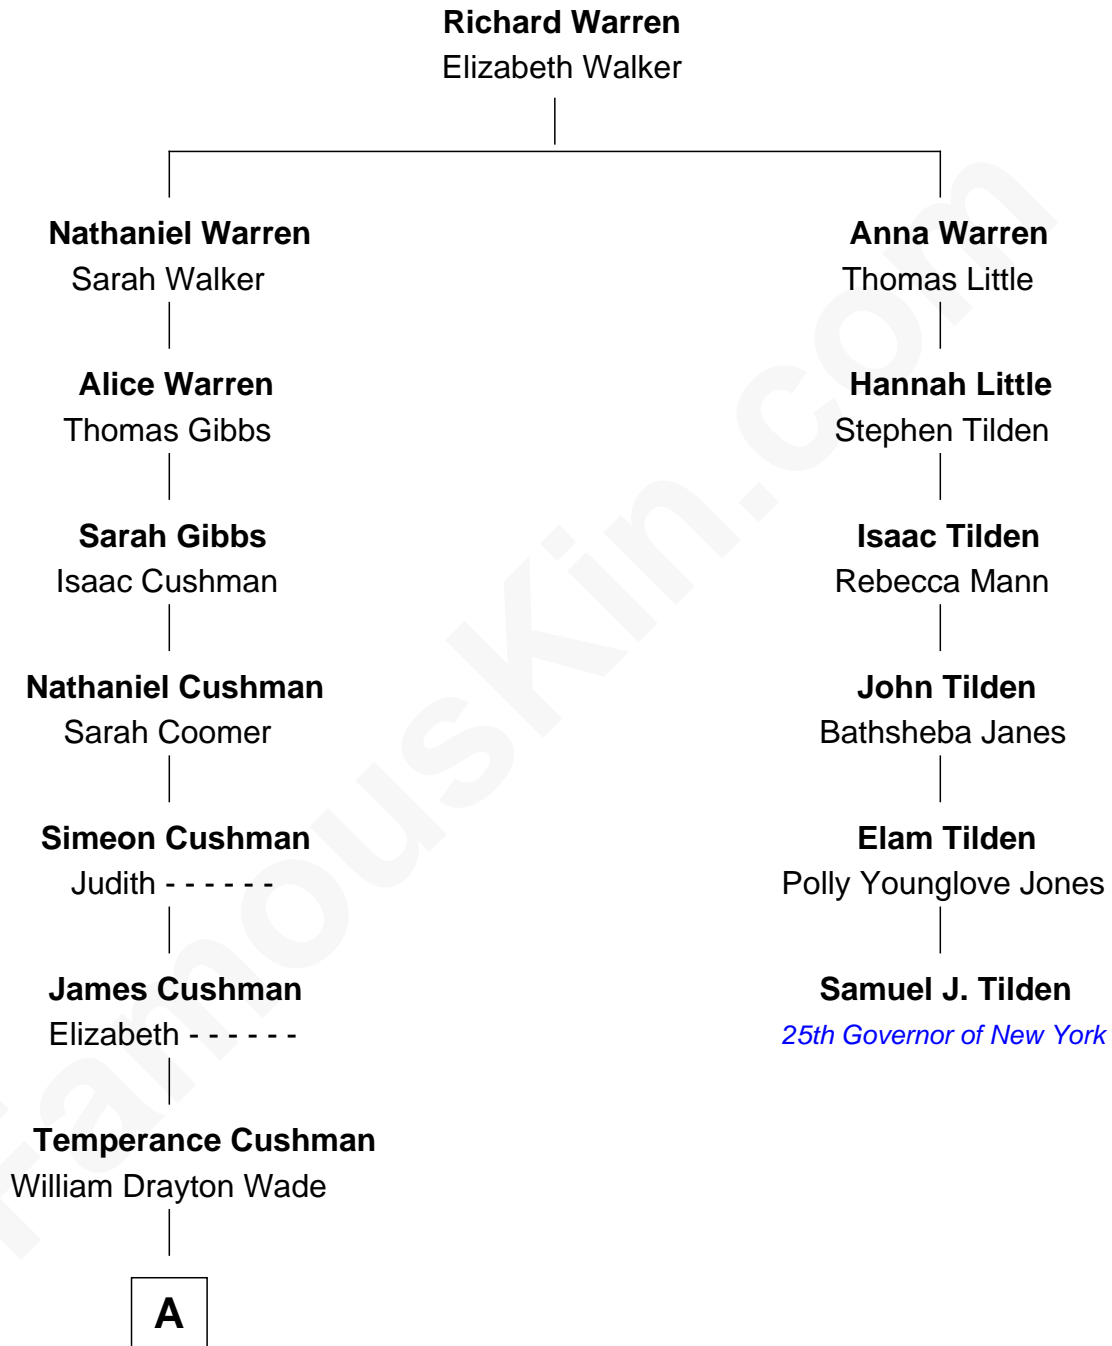 Richard Warren
Elizabeth Walker
Nathaniel Warren
Sarah Walker
Alice Warren
Thomas Gibbs
Sarah Gibbs
Isaac Cushman
Nathaniel Cushman
Sarah Coomer
Simeon Cushman
Judith - - - - - -
James Cushman
Elizabeth - - - - - -
Temperance Cushman
William Drayton Wade
A
Anna Warren
Thomas Little
Hannah Little
Stephen Tilden
Isaac Tilden
Rebecca Mann
John Tilden
Bathsheba Janes
Elam Tilden
Polly Younglove Jones
Samuel J. Tilden
25th Governor of New York
FamousKin.com